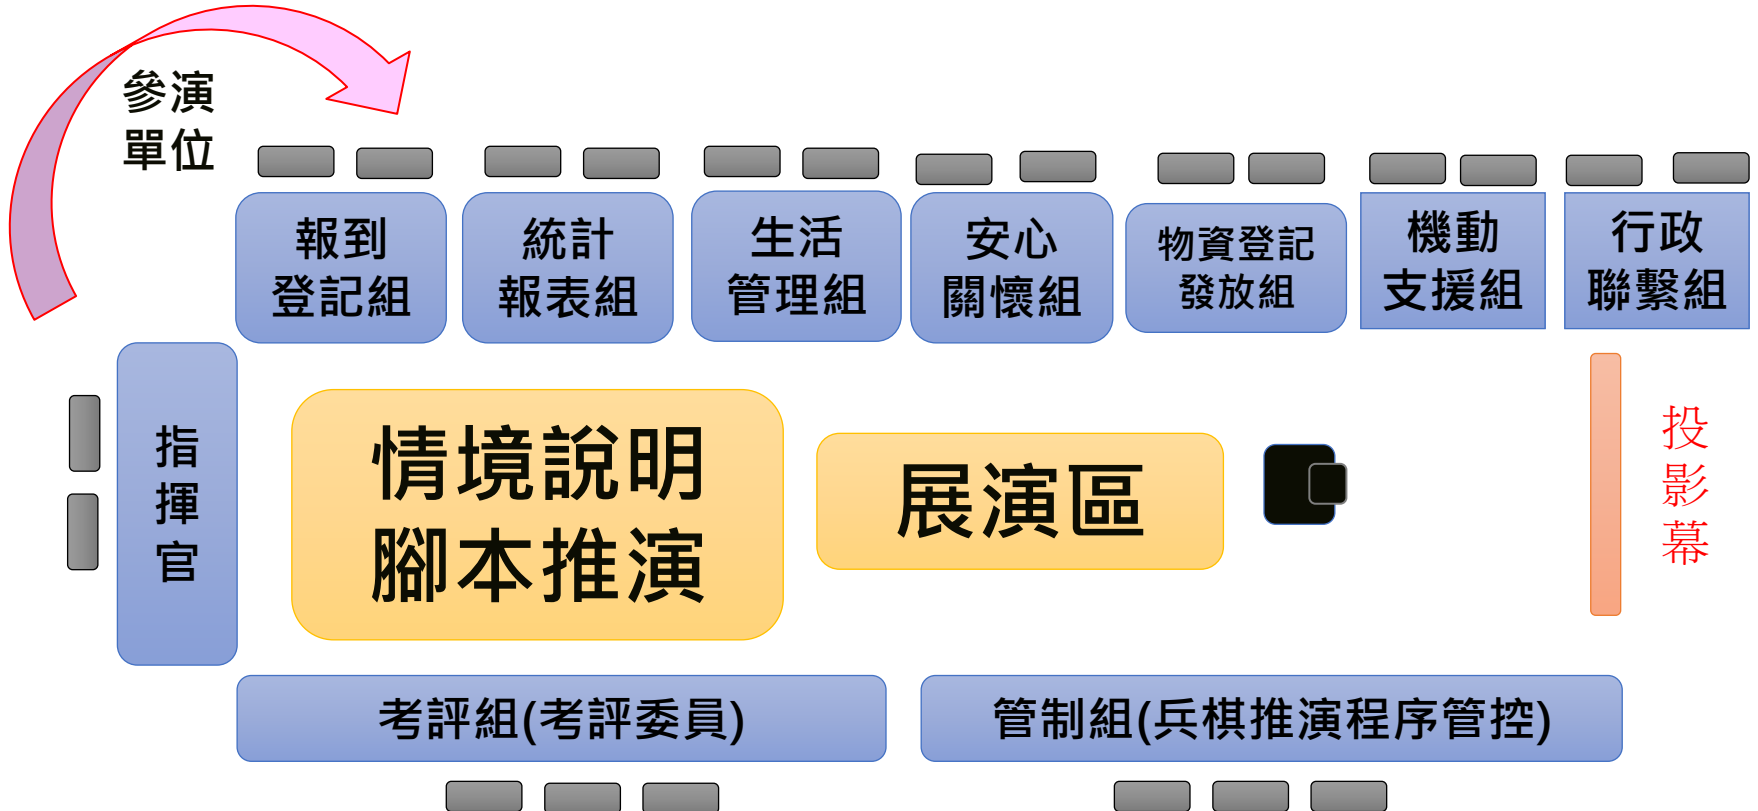 參演
單位
報到
登記組
統計
報表組
生活
管理組
安心
關懷組
物資登記
發放組
機動
支援組
行政
聯繫組
指
揮
官
情境說明
腳本推演
展演區
投
影
幕
考評組(考評委員)
管制組(兵棋推演程序管控)